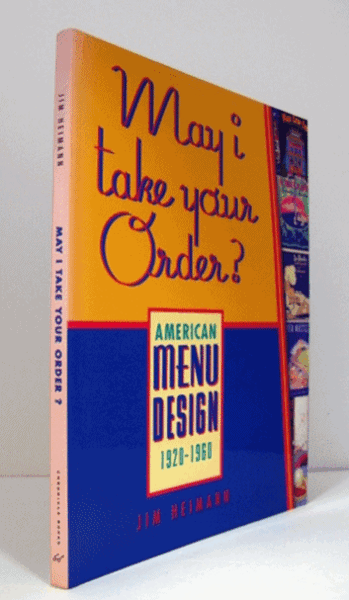 JIM HEIMANN
MAY I TAKE YOUR ORDER?
CHRONICLE BOOKS
May i
take your
Order?
AMERICAN
MENU
DESIGN
1920-1960
JIM HEIMANN